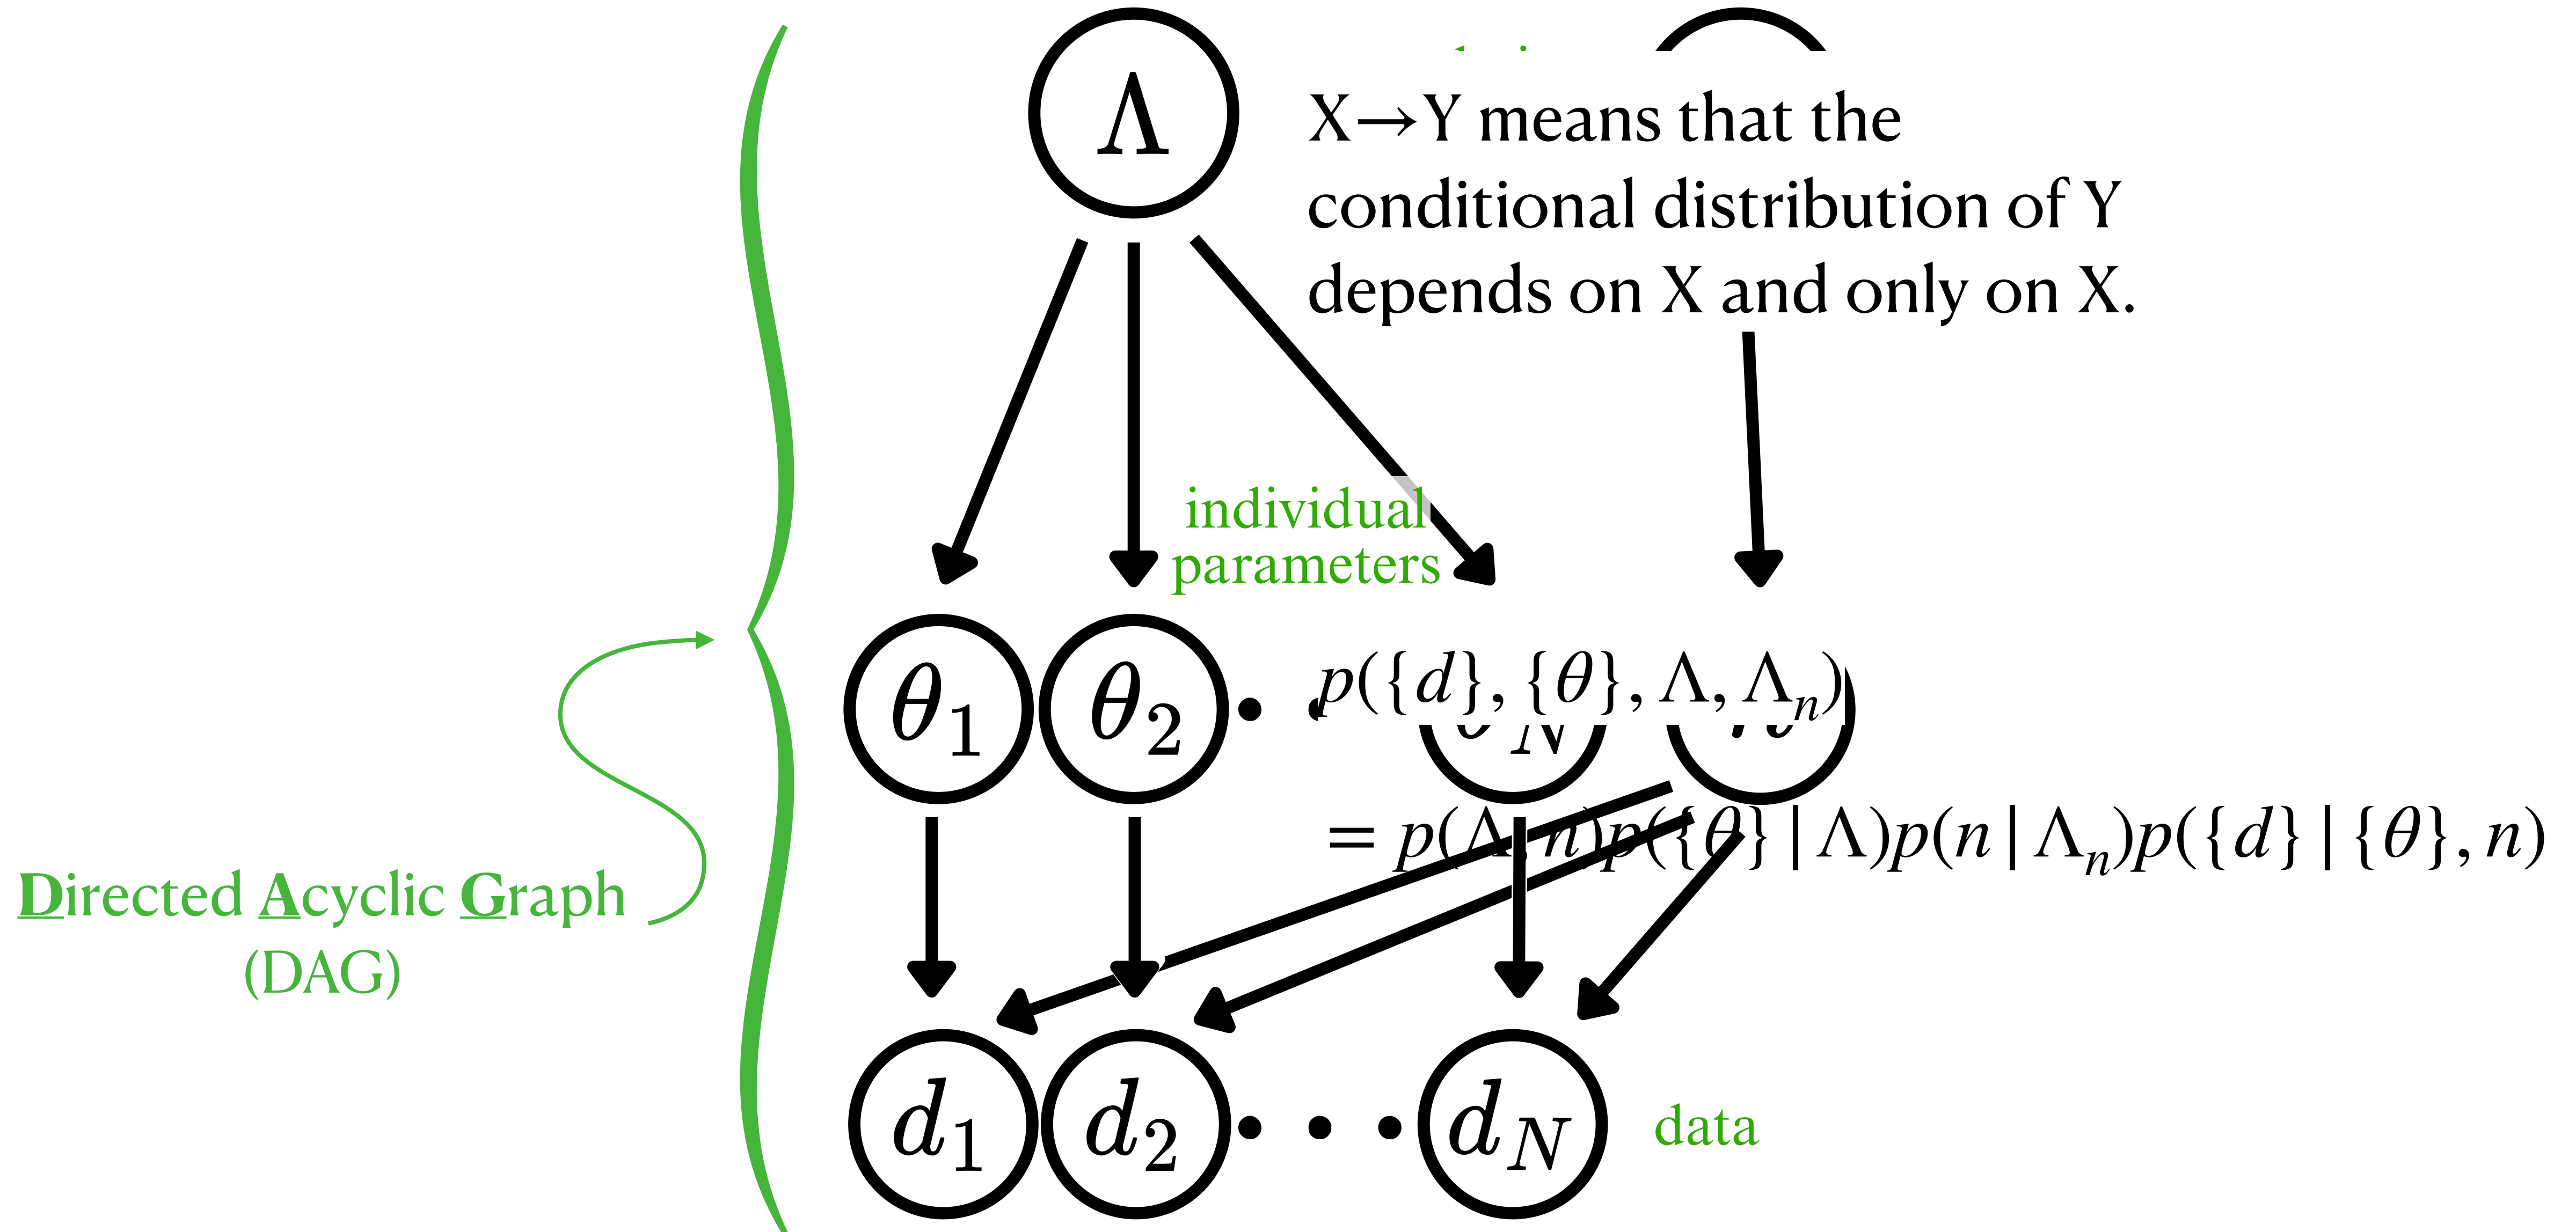 Λ
X→Y means that the
conditional distribution of Y
depends on X and only on X.
individual
parameters
θ₁ θ₂
p({d}, {θ}, Λ, Λₙ)
= p(Λ, n)p({θ} | Λ)p(n | Λₙ)p({d} | {θ}, n)
Directed Acyclic Graph
(DAG)
d₁ d₂ • • • d_N
data